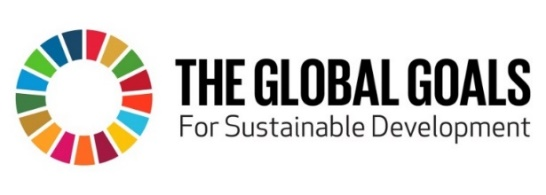 THE GLOBAL GOALS
For Sustainable Development